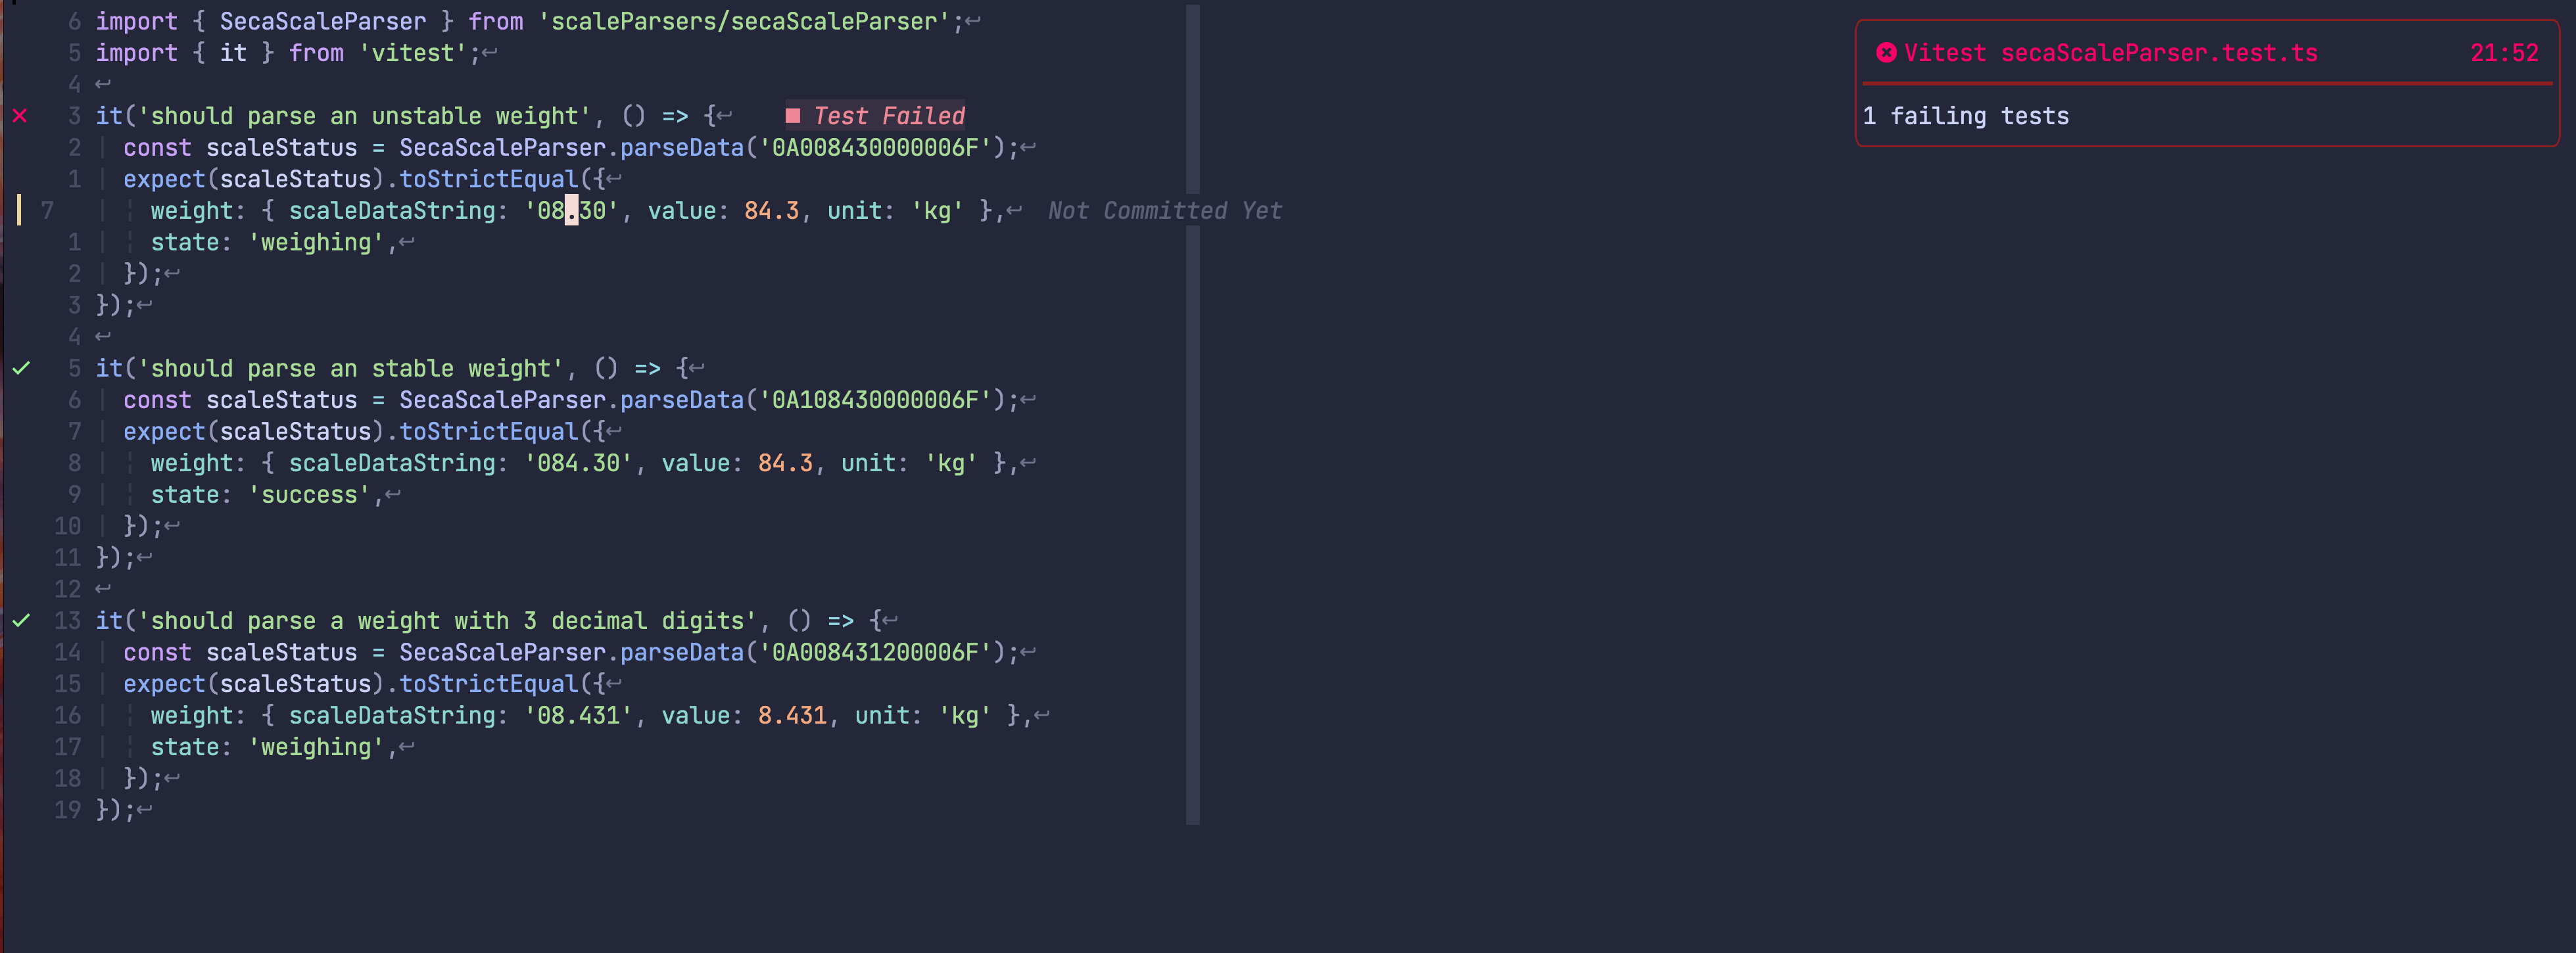 6 import { SecaScaleParser } from 'scaleParsers/secaScaleParser';↩
5 import { it } from 'vitest';↩
4 ↩
✕ 3 it('should parse an unstable weight', () => {↩ ■ Test Failed
2 const scaleStatus = SecaScaleParser.parseData('0A008430000006F');↩
1 expect(scaleStatus).toStrictEqual({↩
7 weight: { scaleDataString: '08.30', value: 84.3, unit: 'kg' },↩ Not Committed Yet
1 state: 'weighing',↩
2 });↩
3 });↩
4 ↩
✓ 5 it('should parse an stable weight', () => {↩
6 const scaleStatus = SecaScaleParser.parseData('0A108430000006F');↩
7 expect(scaleStatus).toStrictEqual({↩
8 weight: { scaleDataString: '084.30', value: 84.3, unit: 'kg' },↩
9 state: 'success',↩
10 });↩
11 });↩
12 ↩
✓ 13 it('should parse a weight with 3 decimal digits', () => {↩
14 const scaleStatus = SecaScaleParser.parseData('0A008431200006F');↩
15 expect(scaleStatus).toStrictEqual({↩
16 weight: { scaleDataString: '08.431', value: 8.431, unit: 'kg' },↩
17 state: 'weighing',↩
18 });↩
19 });↩
Vitest secaScaleParser.test.ts 21:52
1 failing tests